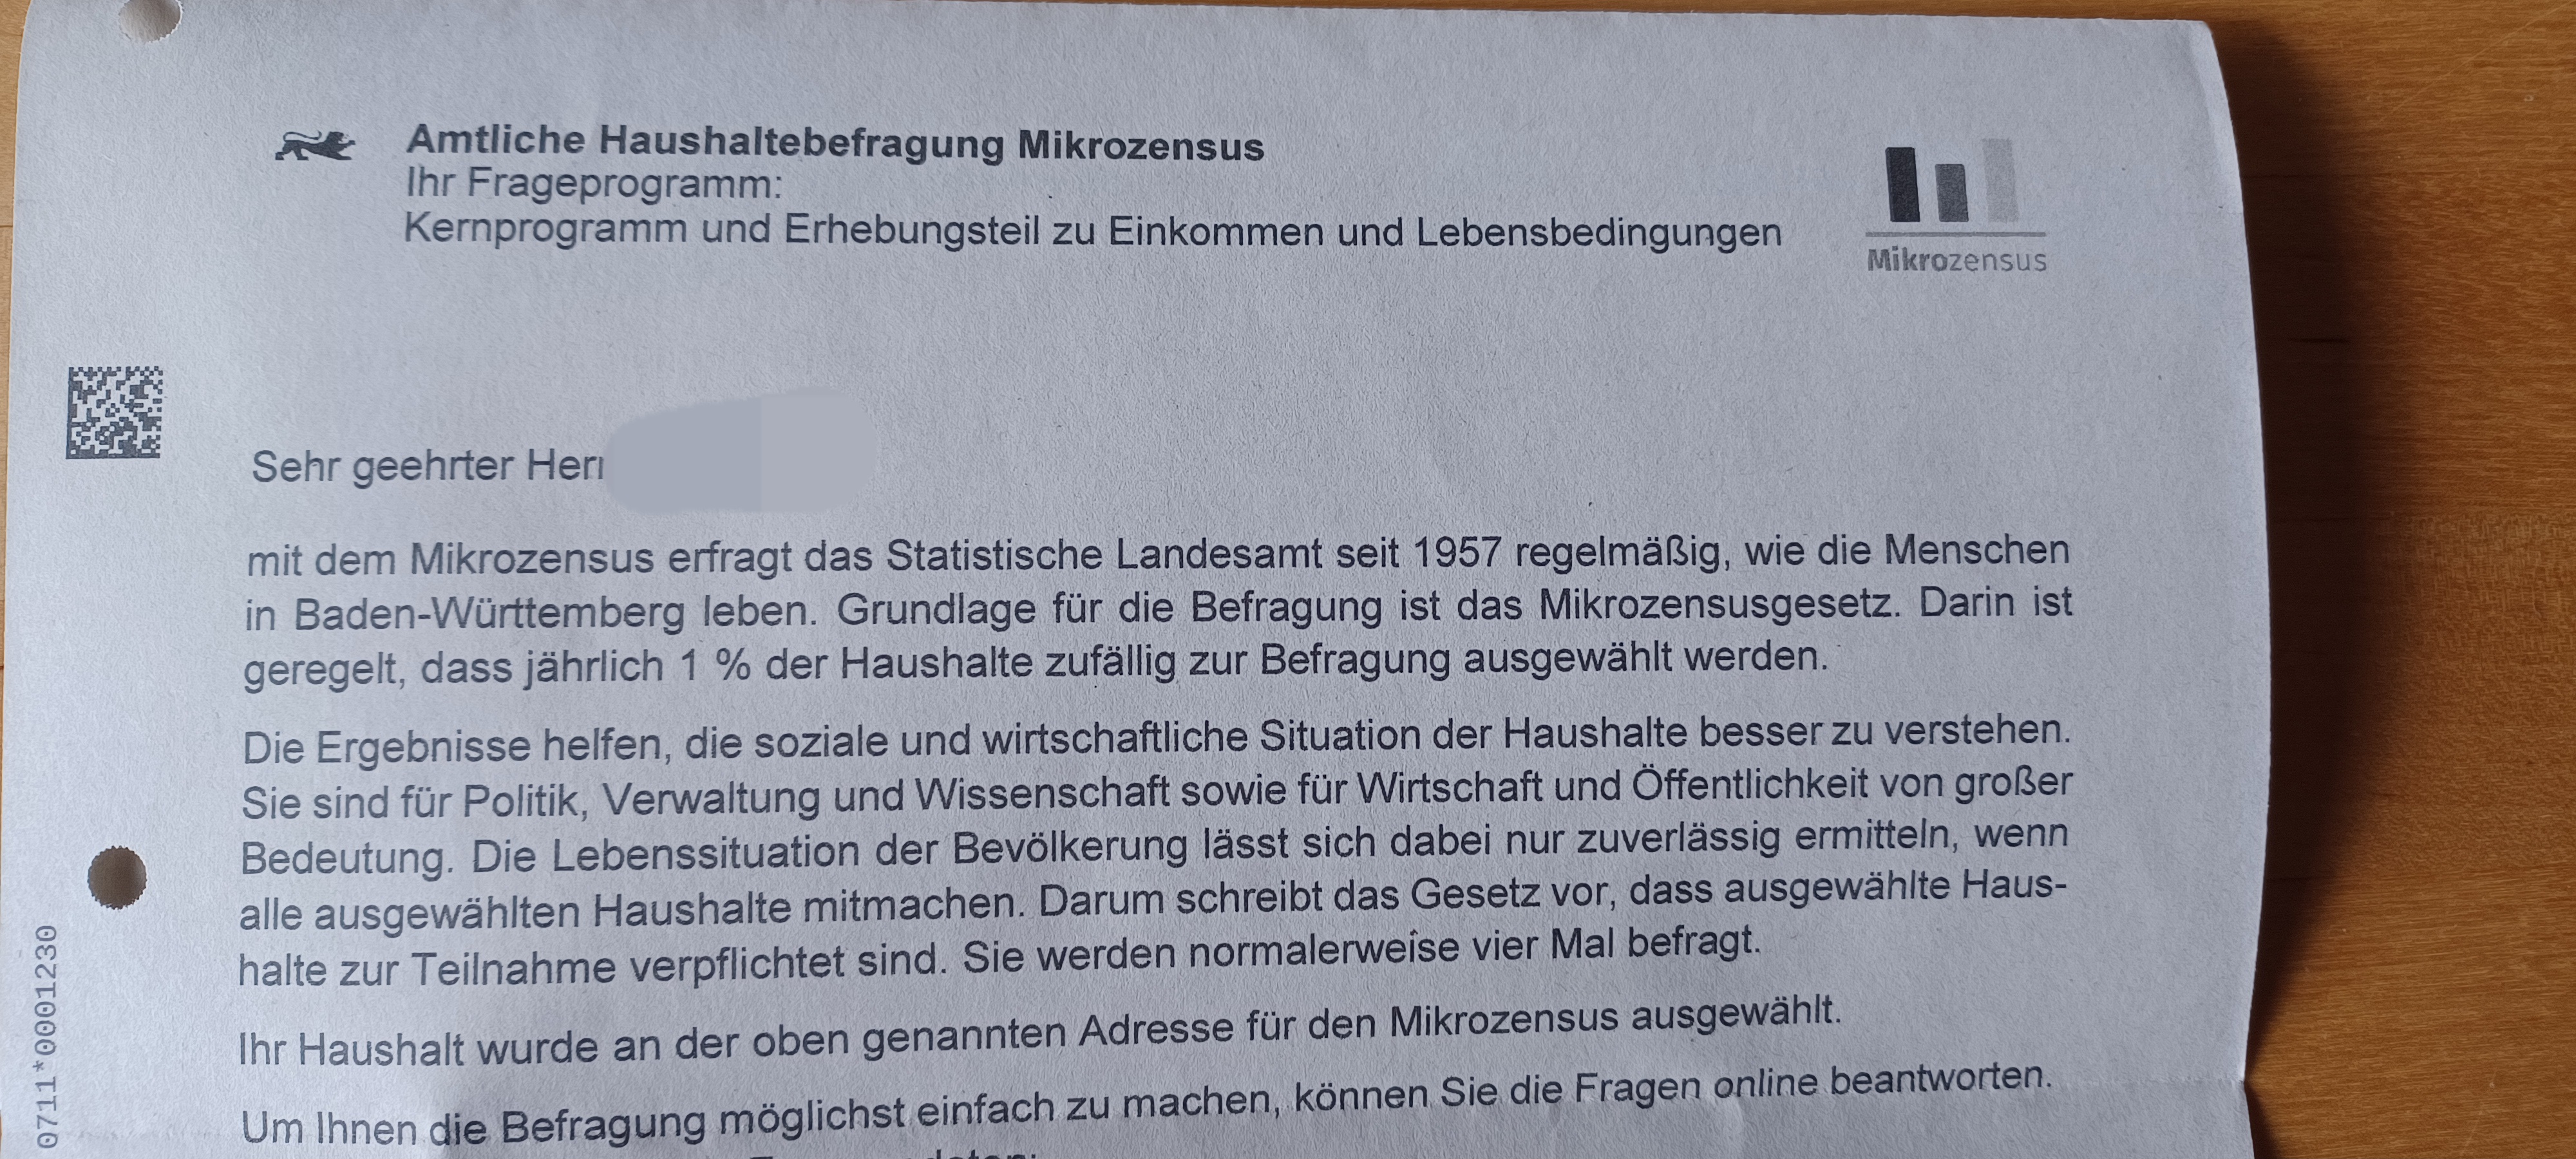 Amtliche Haushaltebefragung Mikrozensus
Ihr Frageprogramm:
Kernprogramm und Erhebungsteil zu Einkommen und Lebensbedingungen
Mikrozensus
Sehr geehrter Herr
mit dem Mikrozensus erfragt das Statistische Landesamt seit 1957 regelmäßig, wie die Menschen
in Baden-Württemberg leben. Grundlage für die Befragung ist das Mikrozensusgesetz. Darin ist
geregelt, dass jährlich 1 % der Haushalte zufällig zur Befragung ausgewählt werden.
Die Ergebnisse helfen, die soziale und wirtschaftliche Situation der Haushalte besser zu verstehen.
Sie sind für Politik, Verwaltung und Wissenschaft sowie für Wirtschaft und Öffentlichkeit von großer
Bedeutung. Die Lebenssituation der Bevölkerung lässt sich dabei nur zuverlässig ermitteln, wenn
alle ausgewählten Haushalte mitmachen. Darum schreibt das Gesetz vor, dass ausgewählte Haus-
halte zur Teilnahme verpflichtet sind. Sie werden normalerweise vier Mal befragt.
Ihr Haushalt wurde an der oben genannten Adresse für den Mikrozensus ausgewählt.
Um Ihnen die Befragung möglichst einfach zu machen, können Sie die Fragen online beantworten.
0711*00001230